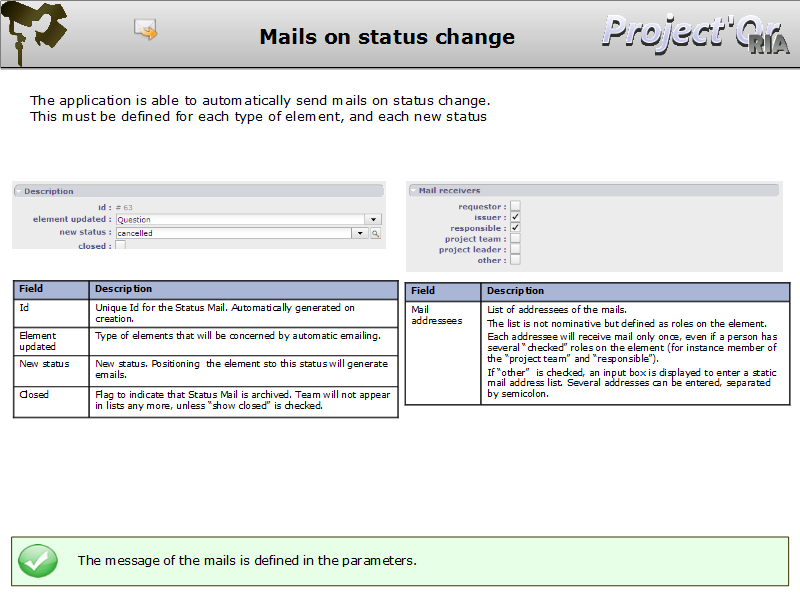 Mails on status change
Project'Or
RIA
The application is able to automatically send mails on status change.
This must be defined for each type of element, and each new status
Description
id : # 63
element updated : Question
new status : cancelled
closed :
Mail receivers
requestor :
issuer :
responsible :
project team :
project leader :
other :
Field Description
Id Unique Id for the Status Mail. Automatically generated on
creation.
Element Type of elements that will be concerned by automatic emailing.
updated
New status New status. Positioning the element sto this status will generate
emails.
Closed Flag to indicate that Status Mail is archived. Team will not appear
in lists any more, unless “show closed” is checked.
Field Description
Mail List of addressees of the mails.
addressees The list is not nominative but defined as roles on the element.
Each addressee will receive mail only once, even if a person has
several “checked” roles on the element (for instance member of
the “project team” and “responsible”).
If “other” is checked, an input box is displayed to enter a static
mail address list. Several addresses can be entered, separated
by semicolon.
The message of the mails is defined in the parameters.